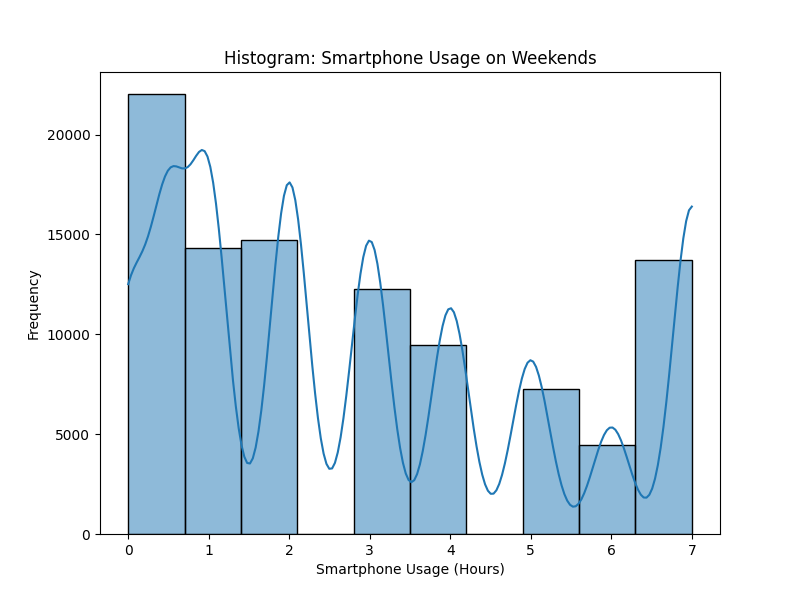 Histogram: Smartphone Usage on Weekends
20000
15000
10000
5000
0
Frequency
0 1 2 3 4 5 6 7
Smartphone Usage (Hours)